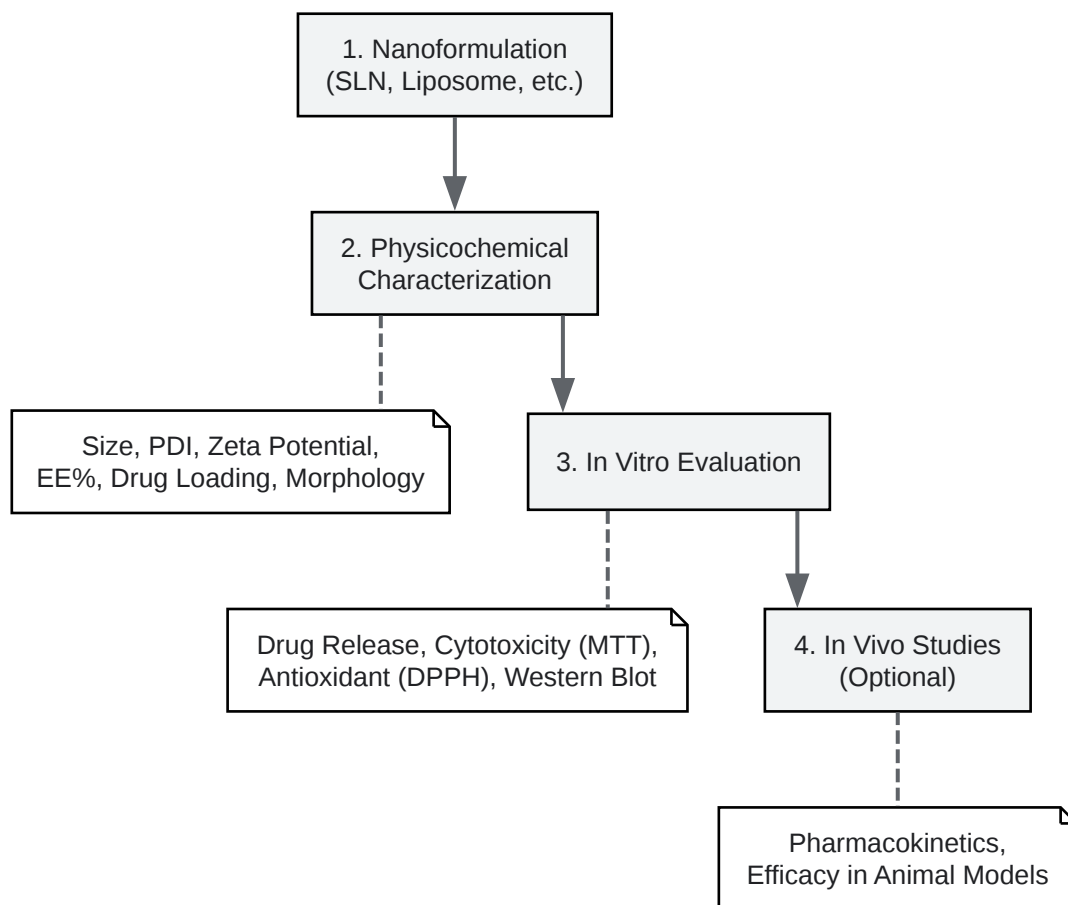 1. Nanoformulation
(SLN, Liposome, etc.)
2. Physicochemical
Characterization
Size, PDI, Zeta Potential,
EE%, Drug Loading, Morphology
3. In Vitro Evaluation
Drug Release, Cytotoxicity (MTT),
Antioxidant (DPPH), Western Blot
4. In Vivo Studies
(Optional)
Pharmacokinetics,
Efficacy in Animal Models